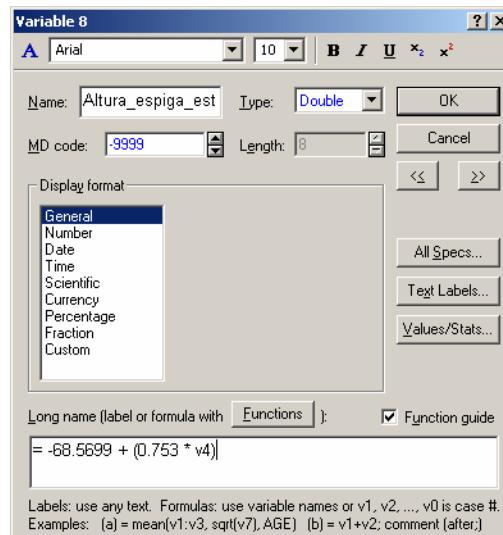 Variable 8
A Arial 10 B I U x₂ x²
Name: Altura_espiga_est Type: Double OK
MD code: -9999 Length: 8 Cancel
<< >>
Display format
General
Number
Date
Time
Scientific
Currency
Percentage
Fraction
Custom
All Specs...
Text Labels...
Values/Stats...
Long name (label or formula with Functions ): Function guide
= -68.5699 + (0.753 * v4)
Labels: use any text. Formulas: use variable names or v1, v2, ..., v0 is case #.
Examples: (a) = mean(v1:v3, sqrt(v7), AGE) (b) = v1+v2; comment (after;)